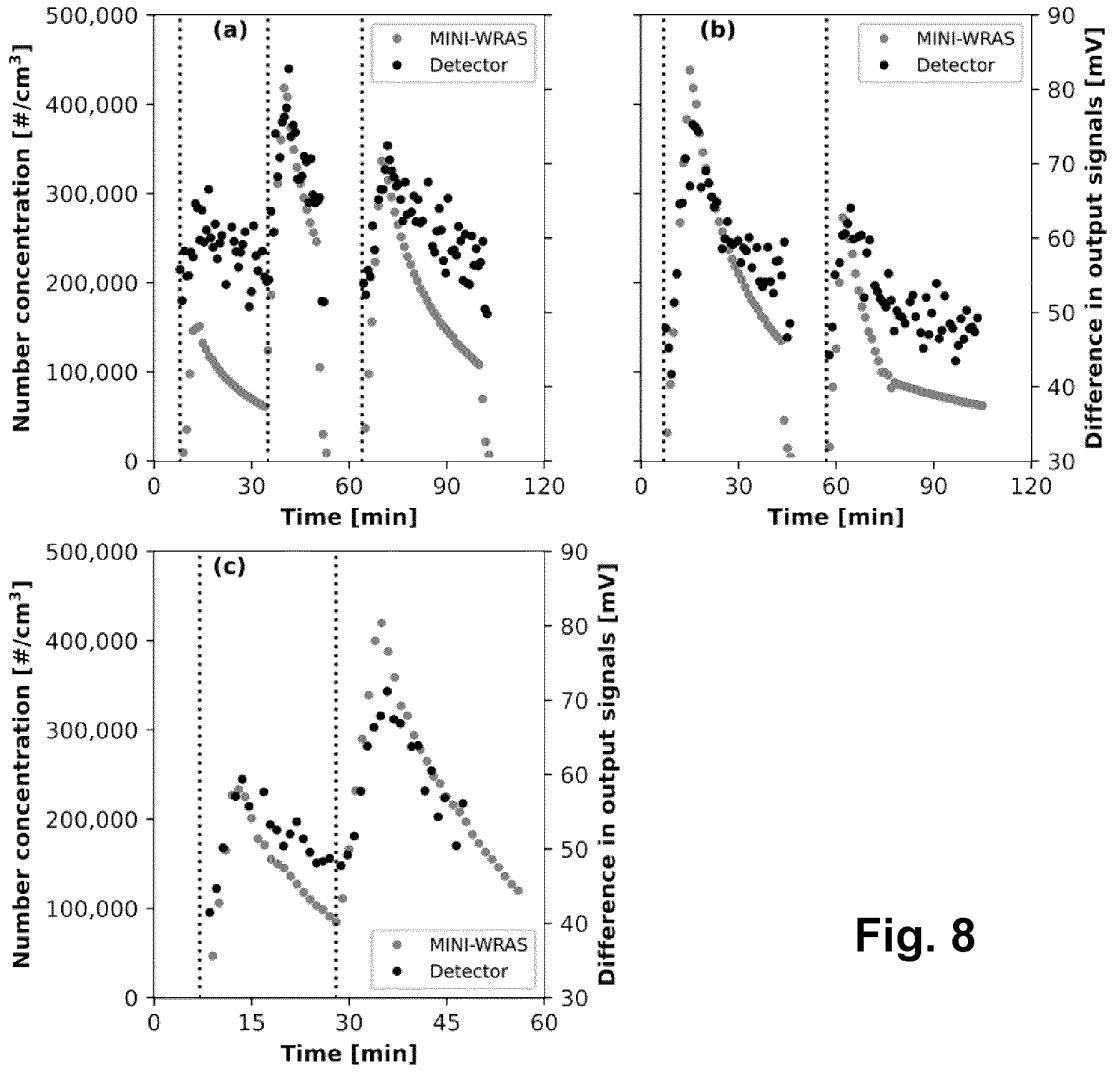 (a)
MINI-WRAS
Detector
Number concentration [#/cm³]
500,000
400,000
300,000
200,000
100,000
0
0 30 60 90 120
Time [min]
(b)
MINI-WRAS
Detector
90
80
70
60
50
40
30
Difference in output signals [mV]
0 30 60 90 120
Time [min]
(c)
Number concentration [#/cm³]
500,000
400,000
300,000
200,000
100,000
0
MINI-WRAS
Detector
90
80
70
60
50
40
30
Difference in output signals [mV]
0 15 30 45 60
Time [min]
Fig. 8